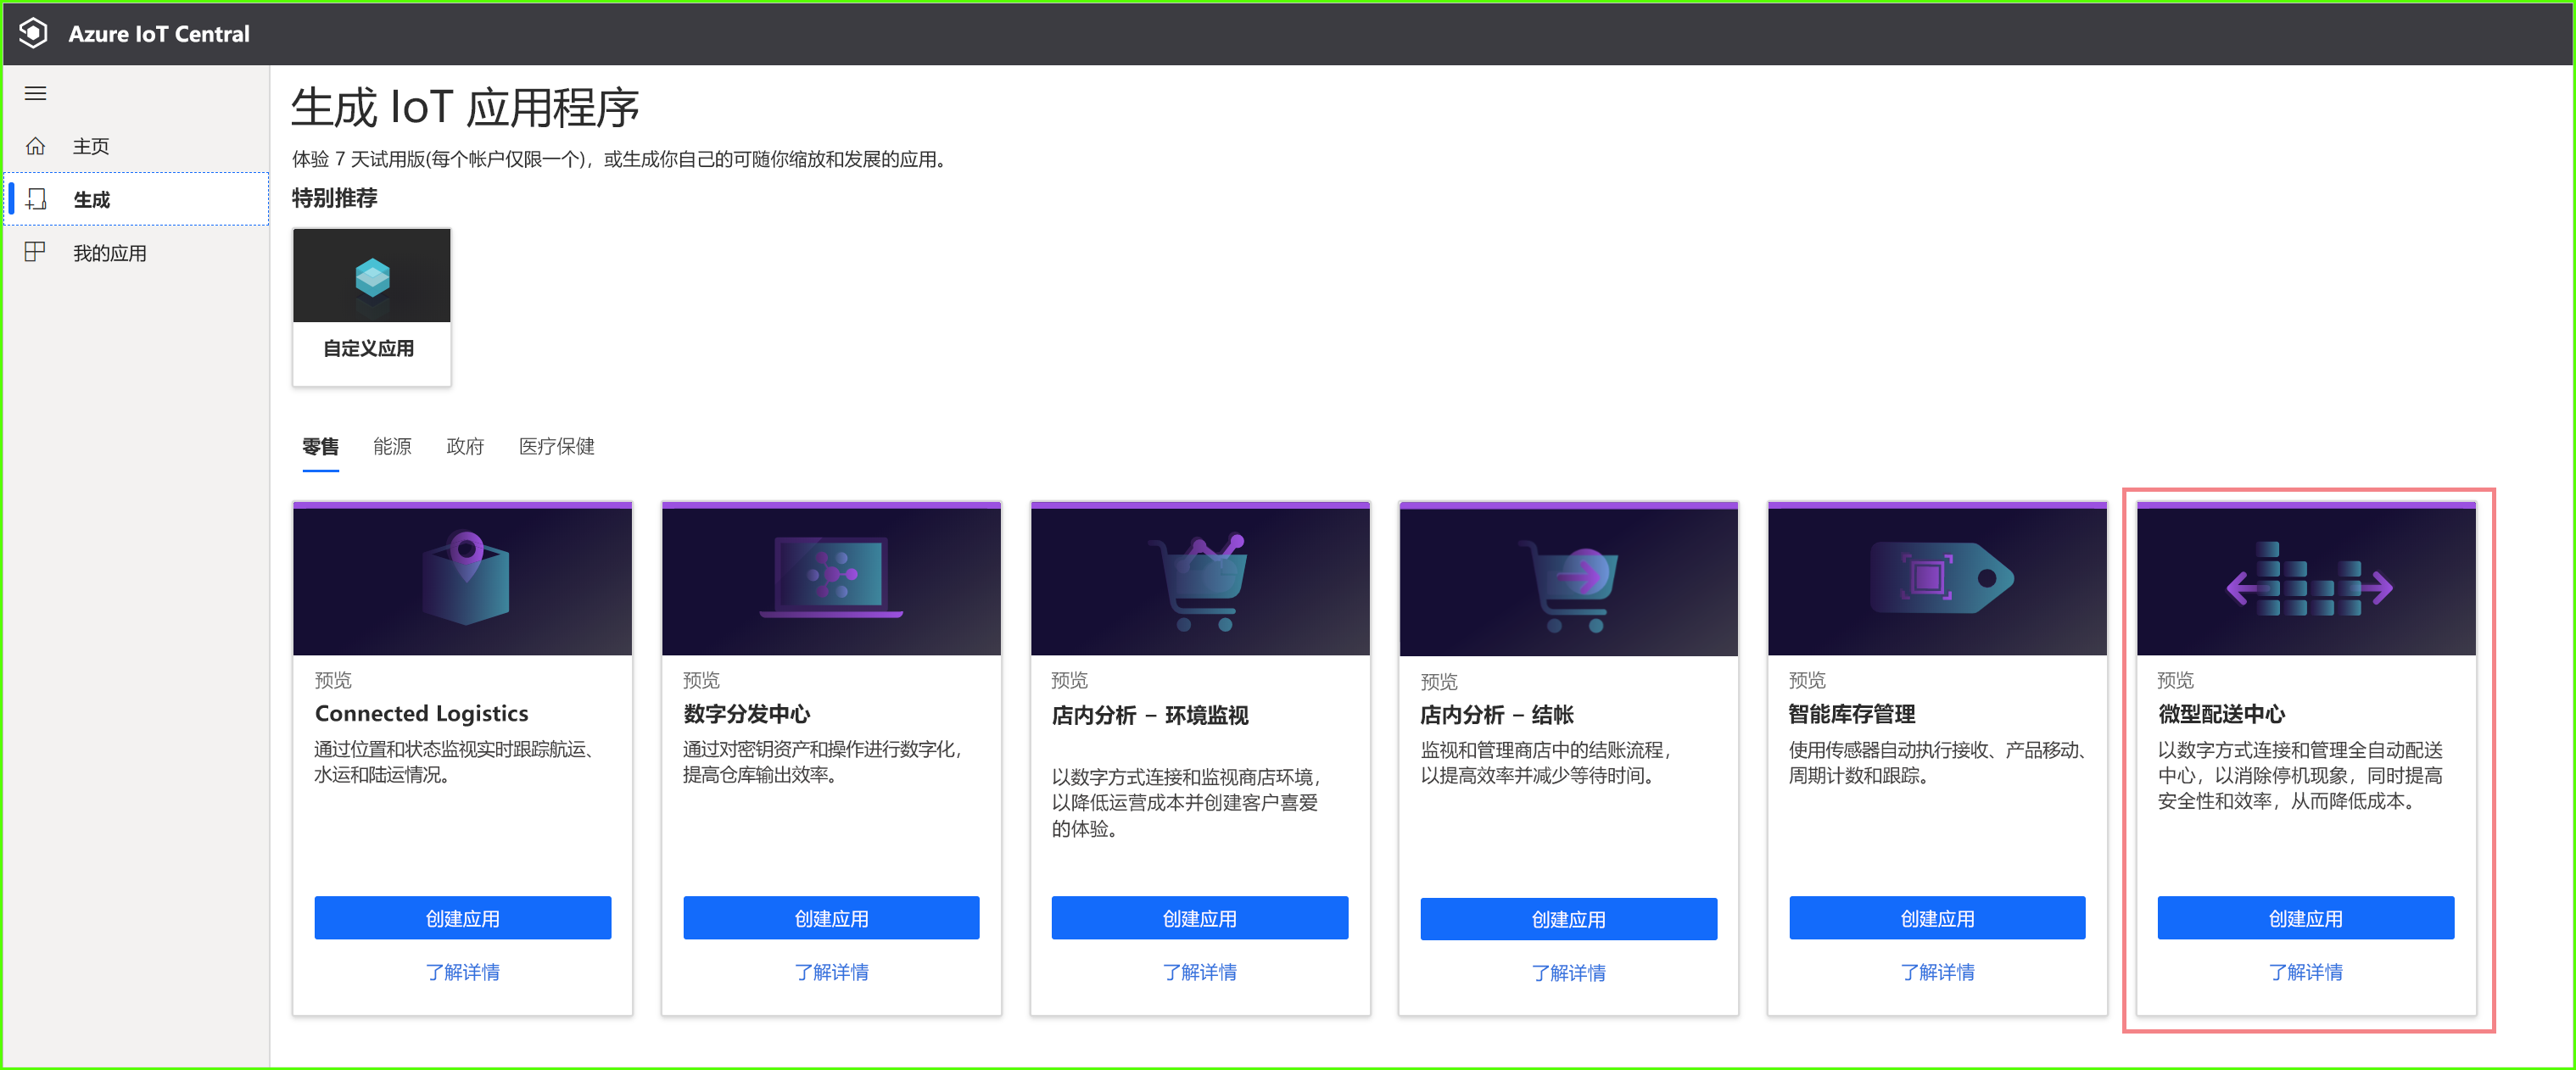 Azure IoT Central
主页
生成
我的应用
生成 IoT 应用程序
体验 7 天试用版(每个帐户仅限一个)，或生成你自己的可随你缩放和发展的应用。
特别推荐
自定义应用
零售 能源 政府 医疗保健
预览
Connected Logistics
通过位置和状态监视实时跟踪航运、
水运和陆运情况。
创建应用
了解详情
预览
数字分发中心
通过对密钥资产和操作进行数字化，
提高仓库输出效率。
创建应用
了解详情
预览
店内分析 – 环境监视
以数字方式连接和监视商店环境，
以降低运营成本并创建客户喜爱
的体验。
创建应用
了解详情
预览
店内分析 – 结帐
监视和管理商店中的结账流程，
以提高效率并减少等待时间。
创建应用
了解详情
预览
智能库存管理
使用传感器自动执行接收、产品移动、
周期计数和跟踪。
创建应用
了解详情
预览
微型配送中心
以数字方式连接和管理全自动配送
中心，以消除停机现象，同时提高
安全性和效率，从而降低成本。
创建应用
了解详情